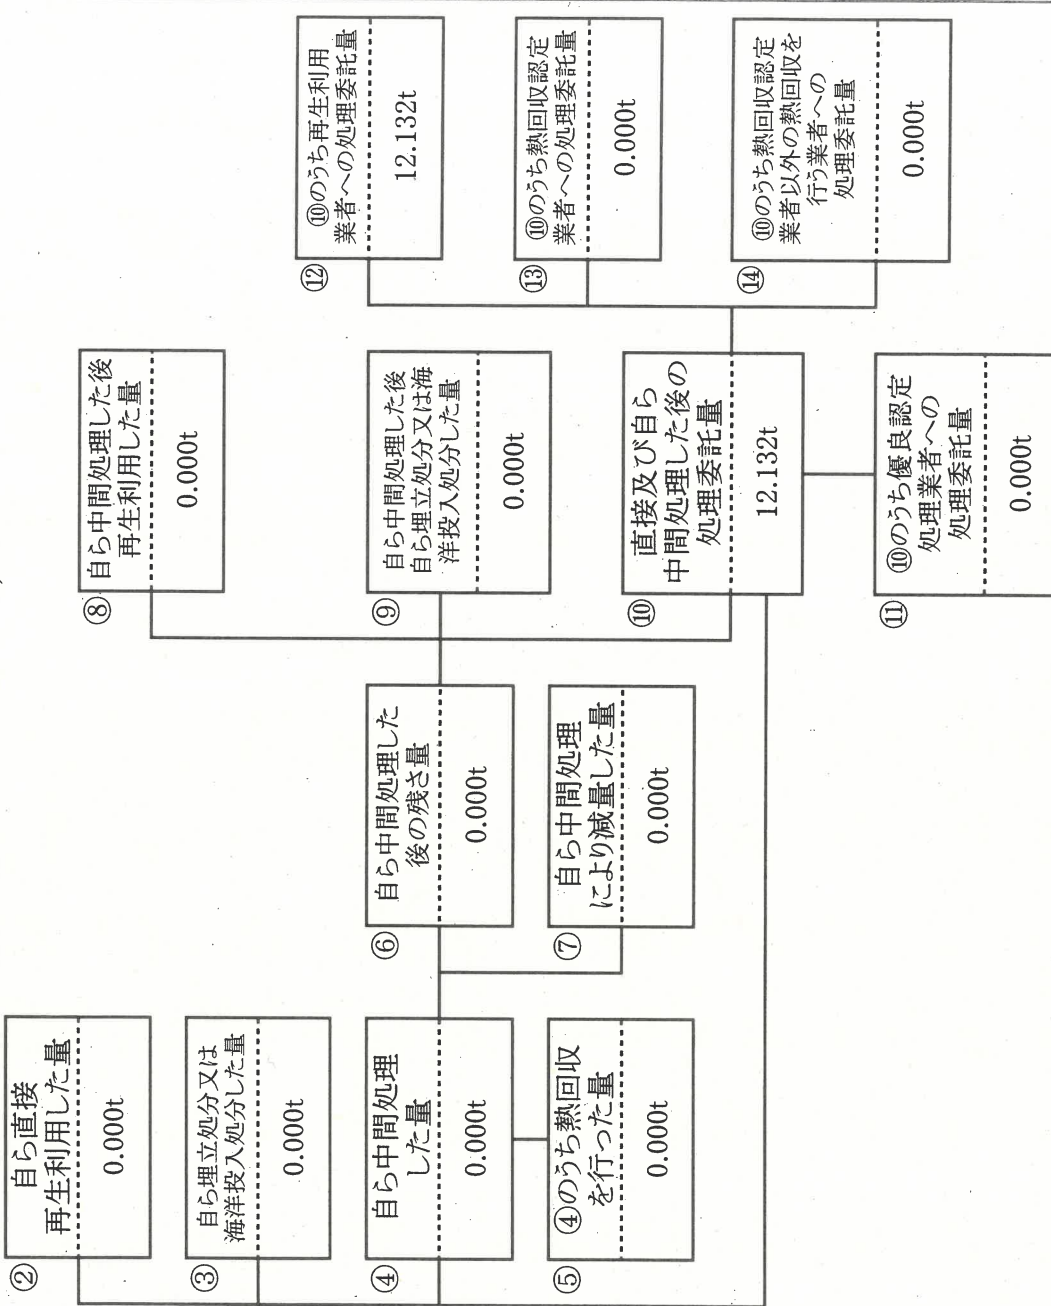 ②
自ら直接
再生利用した量
0.000t
③
自ら埋立処分又は
海洋投入処分した量
0.000t
④
自ら中間処理
した量
0.000t
⑤
④のうち熱回収
を行った量
0.000t
⑥
自ら中間処理した
後の残さ量
0.000t
⑦
自ら中間処理
により減量した量
0.000t
⑧
自ら中間処理した後
再生利用した量
0.000t
⑨
自ら中間処理した後
自ら埋立処分又は海
洋投入処分した量
0.000t
⑩
直接及び自ら
中間処理した後の
処理委託量
12.132t
⑪
⑩のうち優良認定
処理業者への
処理委託量
0.000t
⑫
⑩のうち再生利用
業者への処理委託量
12.132t
⑬
⑩のうち熱回収認定
業者への処理委託量
0.000t
⑭
⑩のうち熱回収認定
業者以外の熱回収を
行う業者への
処理委託量
0.000t